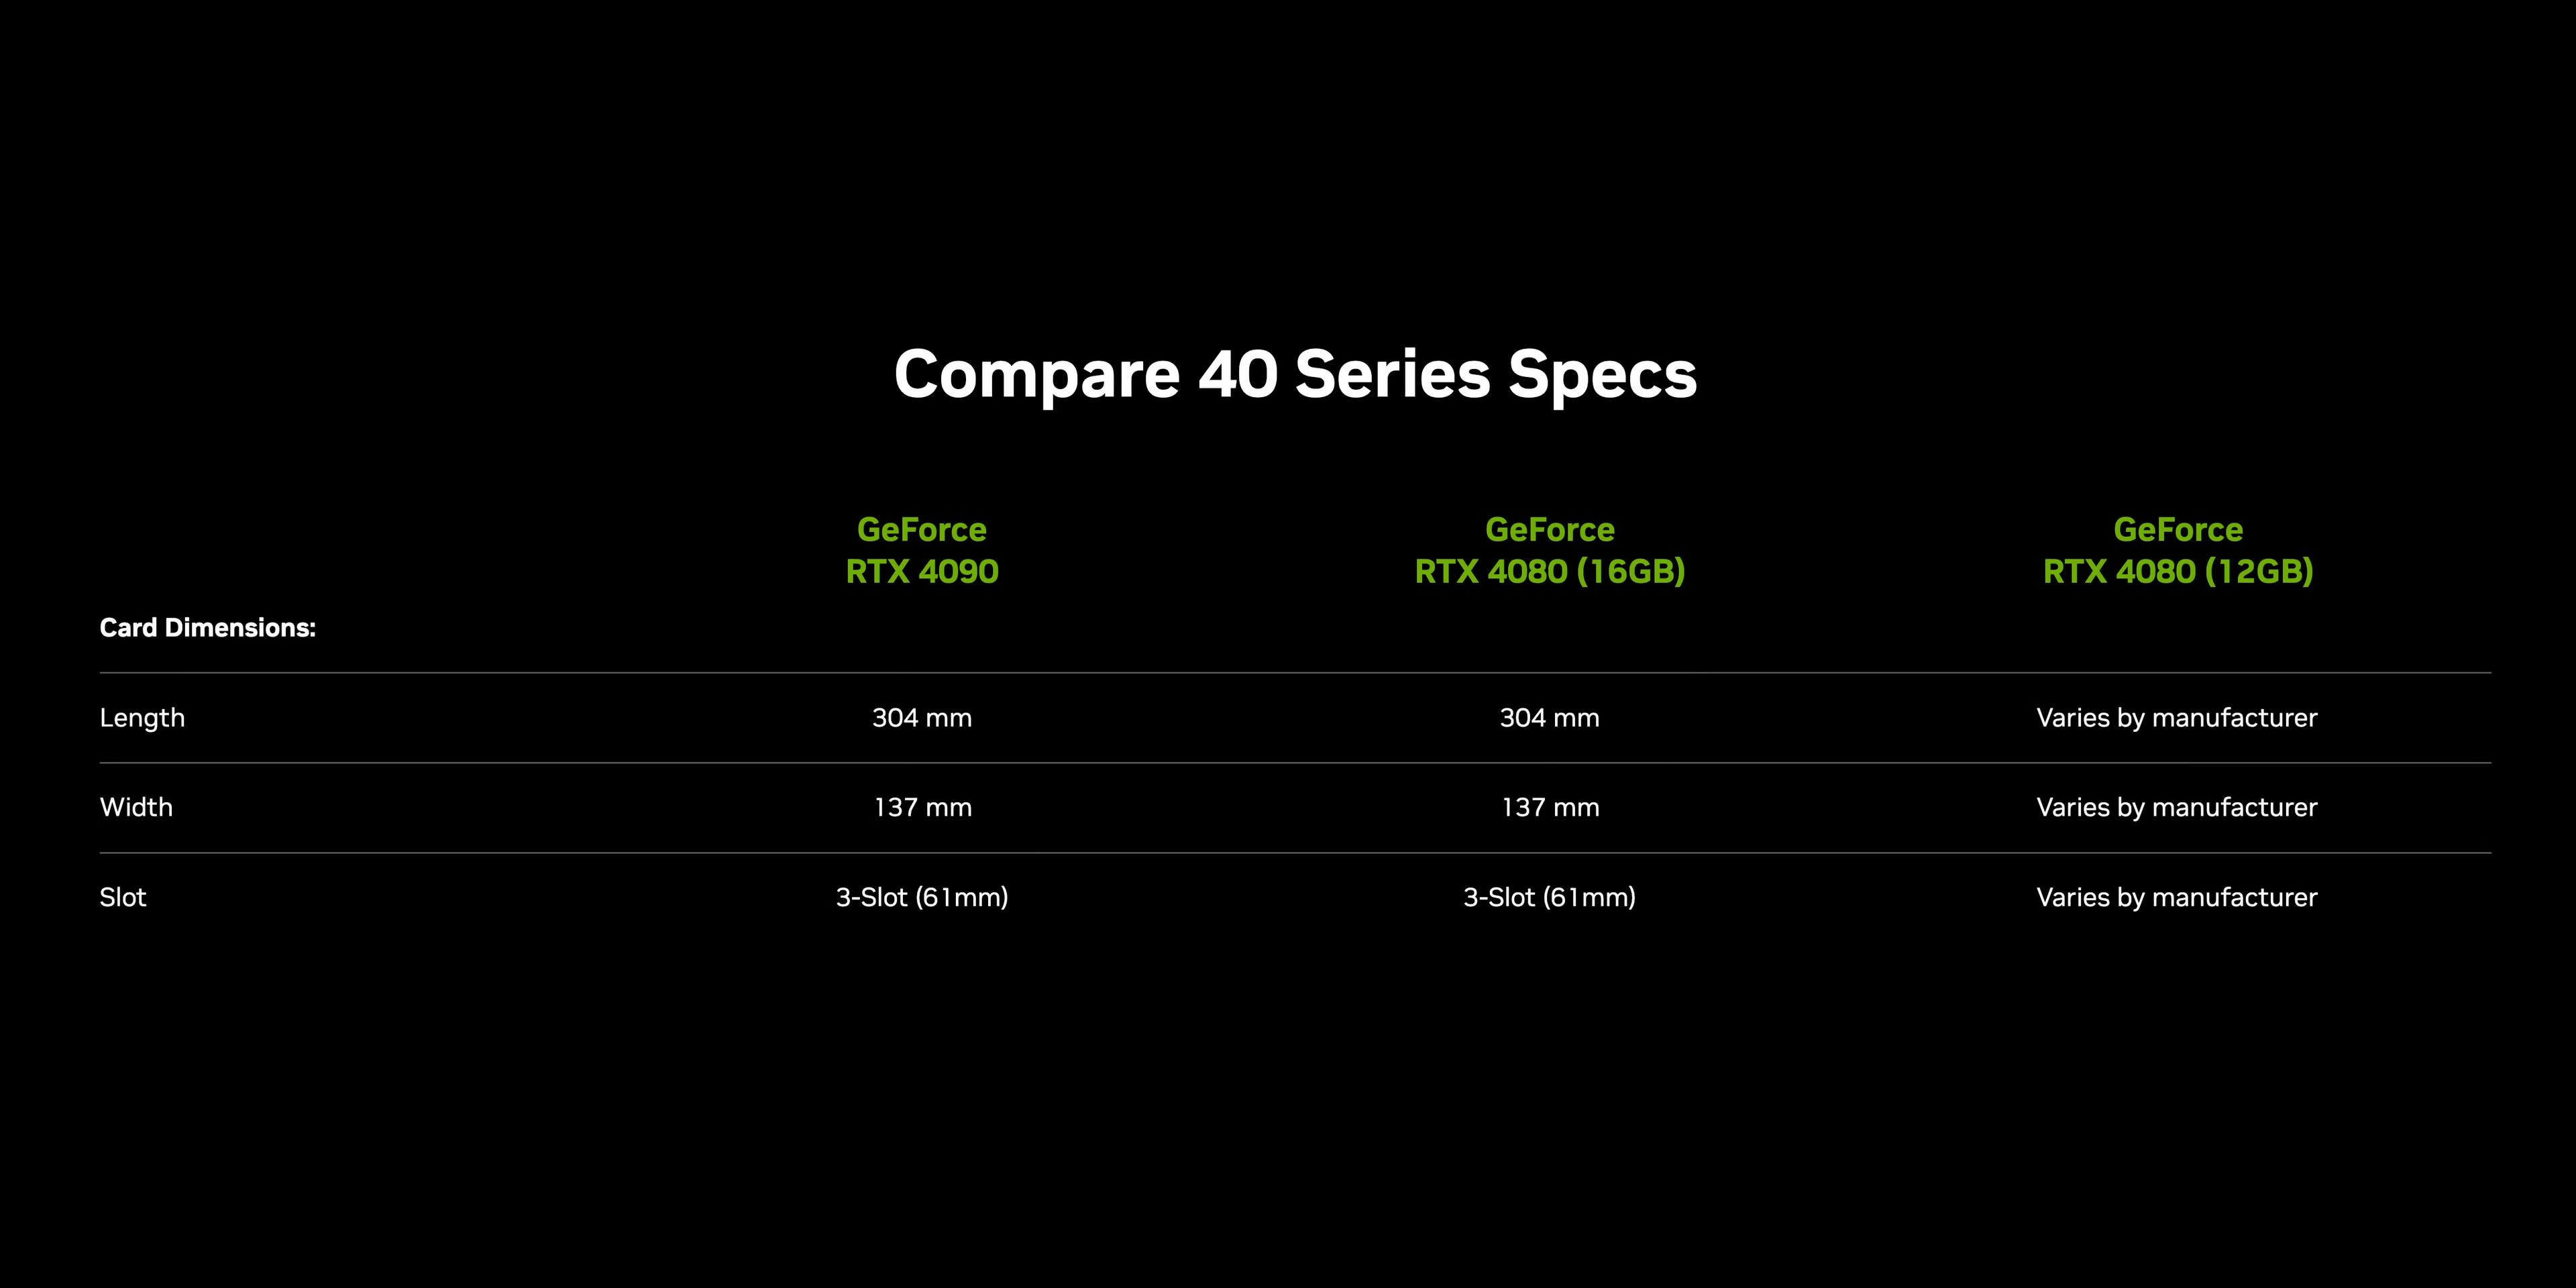 Compare 40 Series Specs
GeForce RTX 4090 GeForce RTX 4080 (16GB) GeForce RTX 4080 (12GB)
Card Dimensions:
Length 304 mm 304 mm Varies by manufacturer
Width 137 mm 137 mm Varies by manufacturer
Slot 3-Slot (61mm) 3-Slot (61mm) Varies by manufacturer